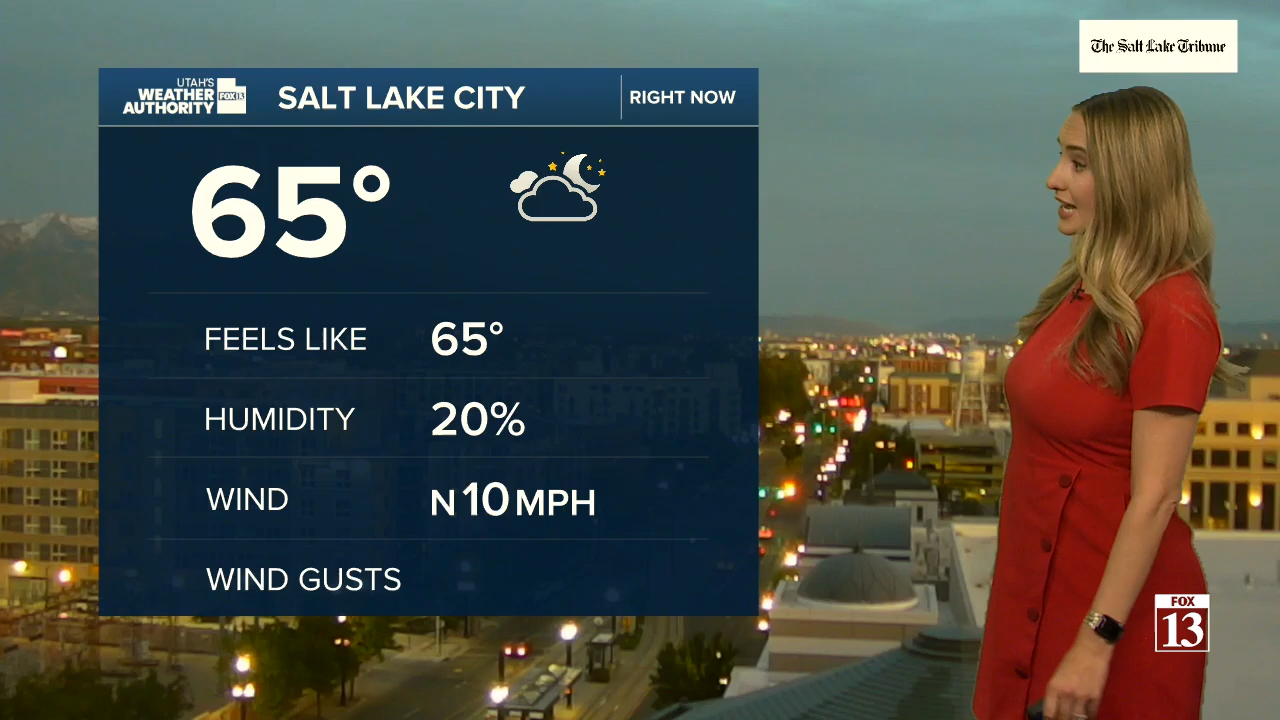 The Salt Lake Tribune
UTAH'S
WEATHER
AUTHORITY
FOX 13
SALT LAKE CITY
RIGHT NOW
65°
FEELS LIKE 65°
HUMIDITY 20%
WIND N 10 MPH
WIND GUSTS
FOX
13